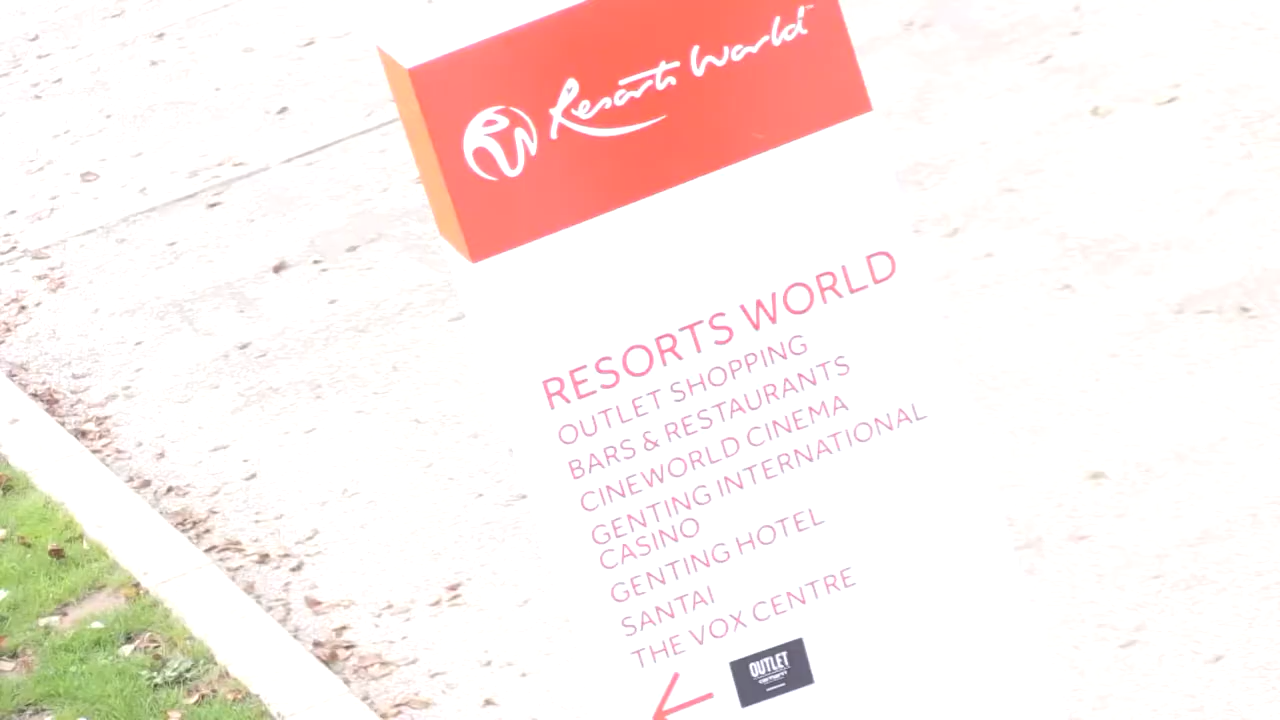 Resorts World
RESORTS WORLD
OUTLET SHOPPING
BARS & RESTAURANTS
CINEWORLD CINEMA
GENTING INTERNATIONAL
CASINO
GENTING HOTEL
SANTAI
THE VOX CENTRE
OUTLET
carhartt